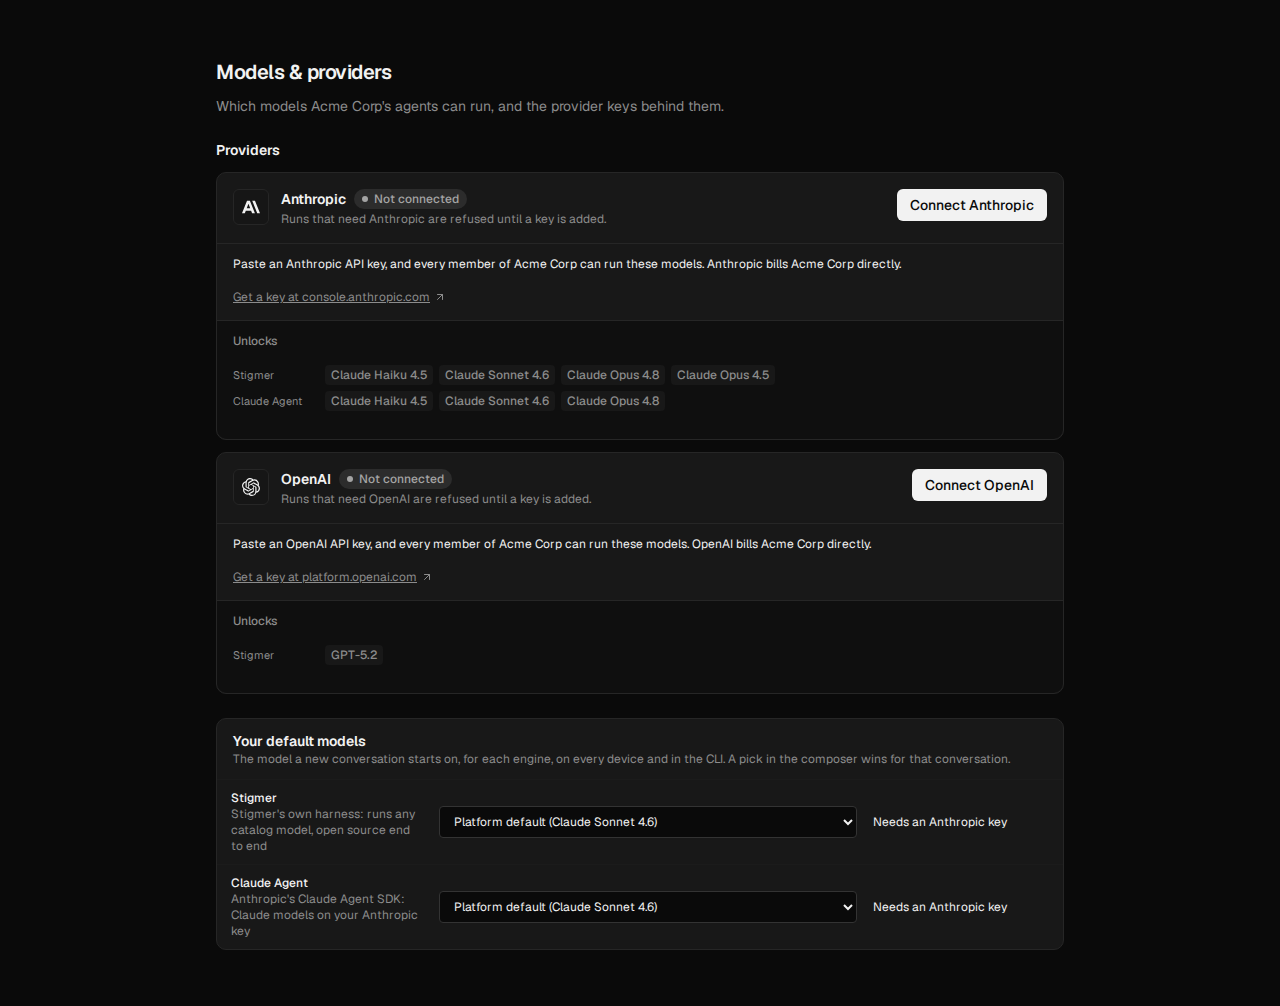 Models & providers
Which models Acme Corp's agents can run, and the provider keys behind them.
Providers
Anthropic
Not connected
Runs that need Anthropic are refused until a key is added.
Connect Anthropic
Paste an Anthropic API key, and every member of Acme Corp can run these models. Anthropic bills Acme Corp directly.
Get a key at console.anthropic.com
Unlocks
Stigmer Claude Haiku 4.5 Claude Sonnet 4.6 Claude Opus 4.8 Claude Opus 4.5
Claude Agent Claude Haiku 4.5 Claude Sonnet 4.6 Claude Opus 4.8
OpenAI
Not connected
Runs that need OpenAI are refused until a key is added.
Connect OpenAI
Paste an OpenAI API key, and every member of Acme Corp can run these models. OpenAI bills Acme Corp directly.
Get a key at platform.openai.com
Unlocks
Stigmer GPT-5.2
Your default models
The model a new conversation starts on, for each engine, on every device and in the CLI. A pick in the composer wins for that conversation.
Stigmer
Stigmer's own harness: runs any
catalog model, open source end
to end
Platform default (Claude Sonnet 4.6)
Needs an Anthropic key
Claude Agent
Anthropic's Claude Agent SDK:
Claude models on your Anthropic
key
Platform default (Claude Sonnet 4.6)
Needs an Anthropic key